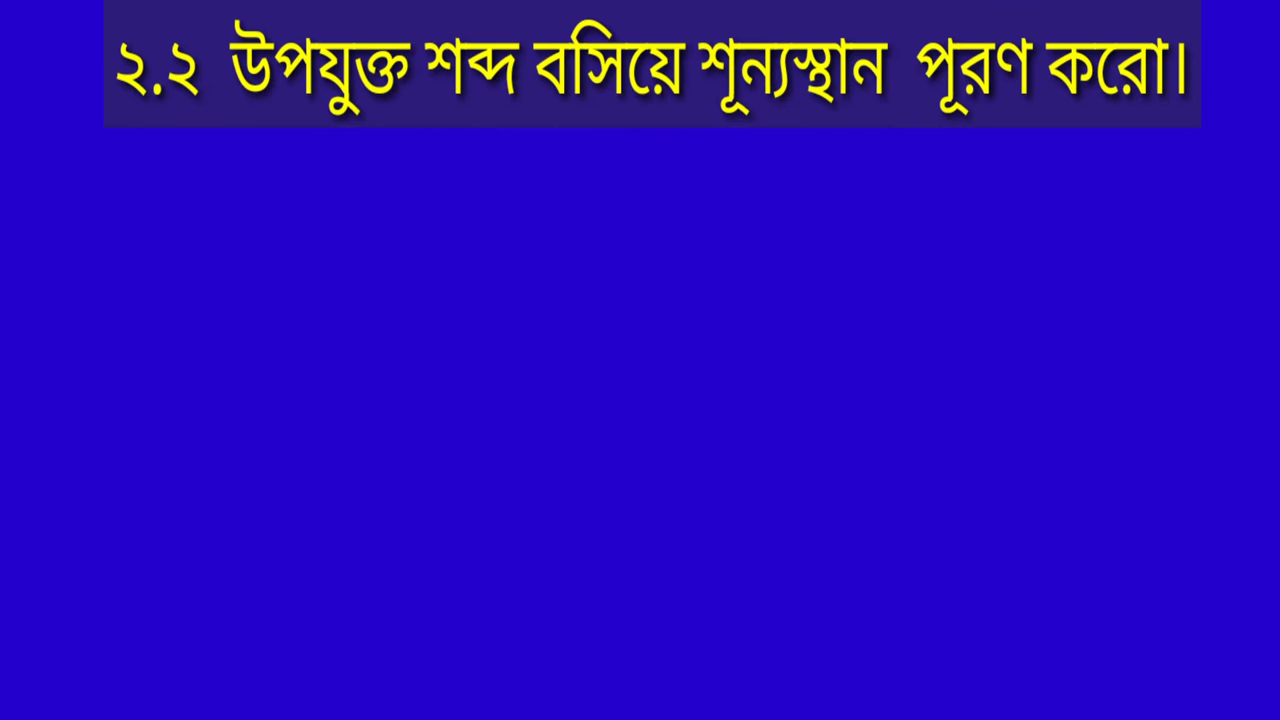 ২.২ উপযুক্ত শব্দ বসিয়ে শূন্যস্থান পূরণ করো।